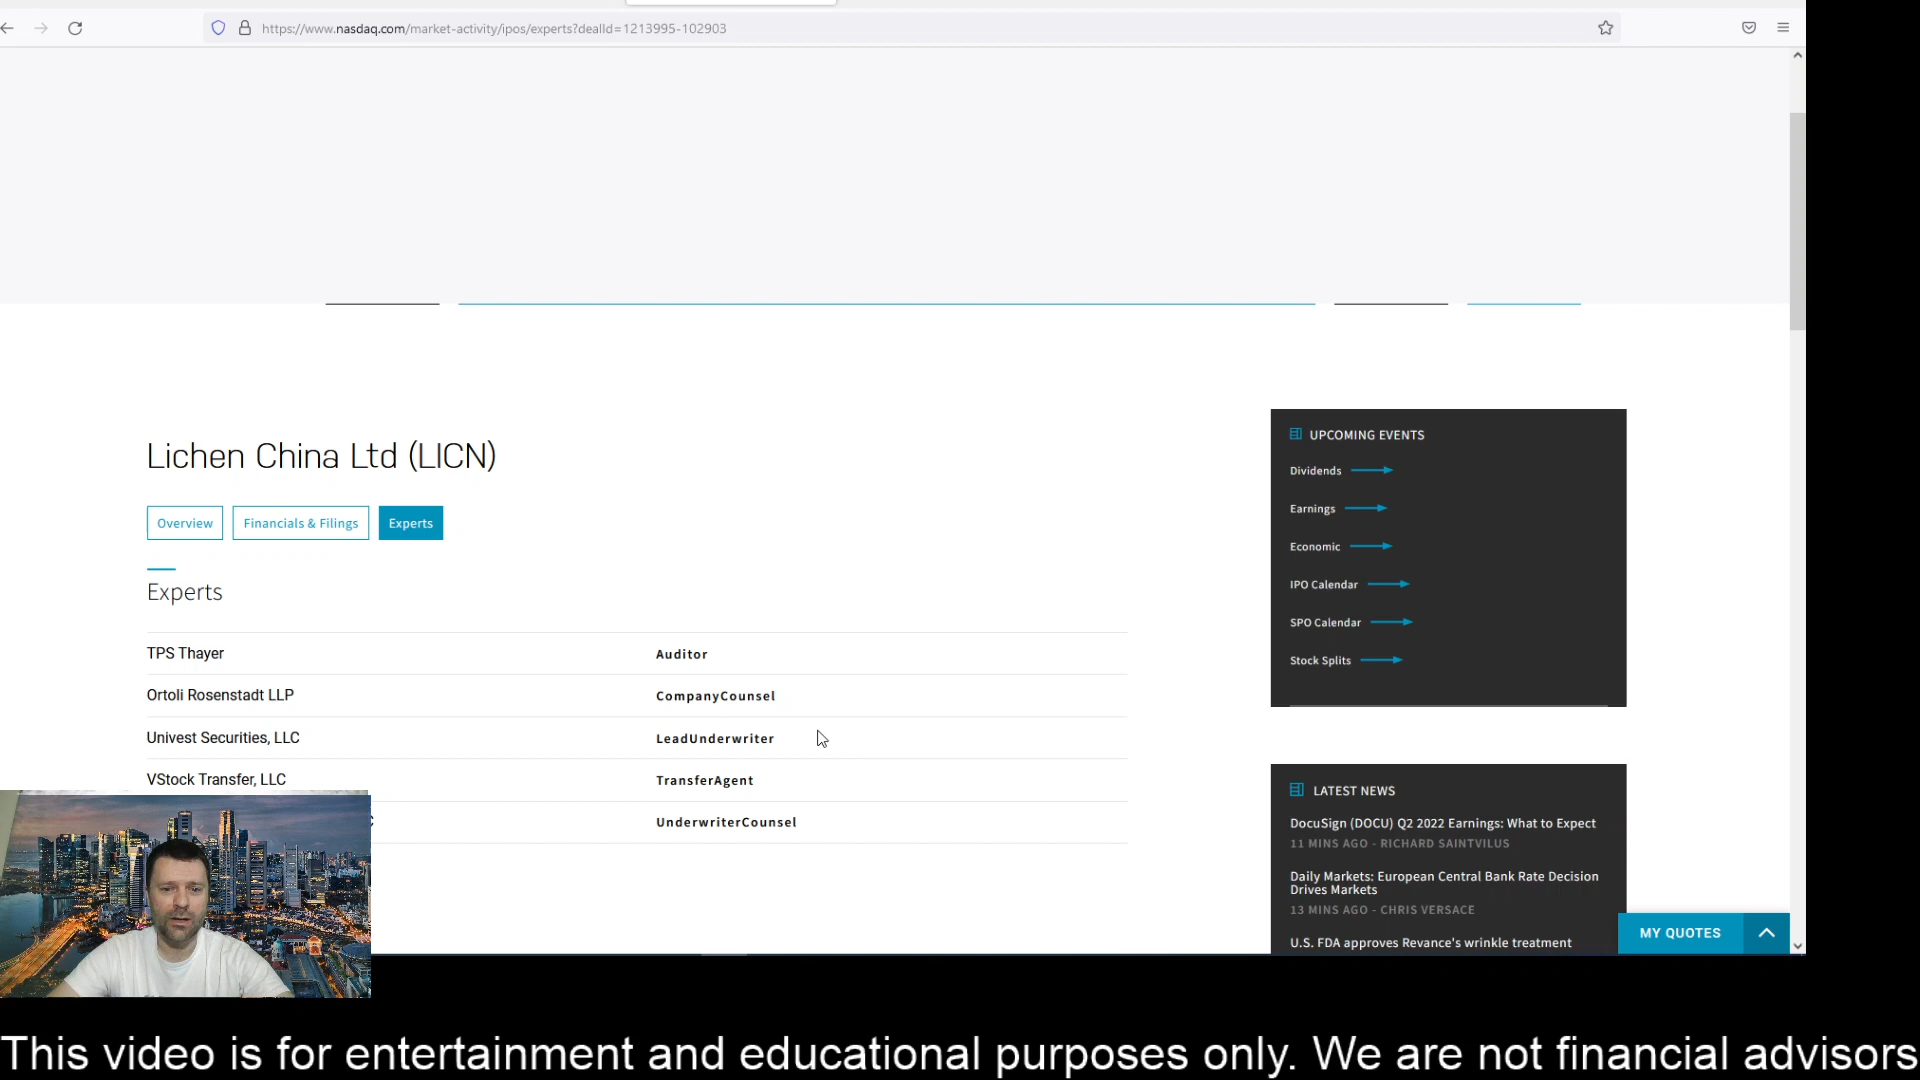 https://www.nasdaq.com/market-activity/ipos/experts?dealId=1213995-102903
Lichen China Ltd (LICN)
Overview
Financials & Filings
Experts
Experts
TPS Thayer
Auditor
Ortoli Rosenstadt LLP
CompanyCounsel
Univest Securities, LLC
LeadUnderwriter
VStock Transfer, LLC
TransferAgent
UnderwriterCounsel
UPCOMING EVENTS
Dividends
Earnings
Economic
IPO Calendar
SPO Calendar
Stock Splits
LATEST NEWS
DocuSign (DOCU) Q2 2022 Earnings: What to Expect
11 MINS AGO - RICHARD SAINTVILUS
Daily Markets: European Central Bank Rate Decision
Drives Markets
13 MINS AGO - CHRIS VERSACE
U.S. FDA approves Revance's wrinkle treatment
MY QUOTES
This video is for entertainment and educational purposes only. We are not financial advisors